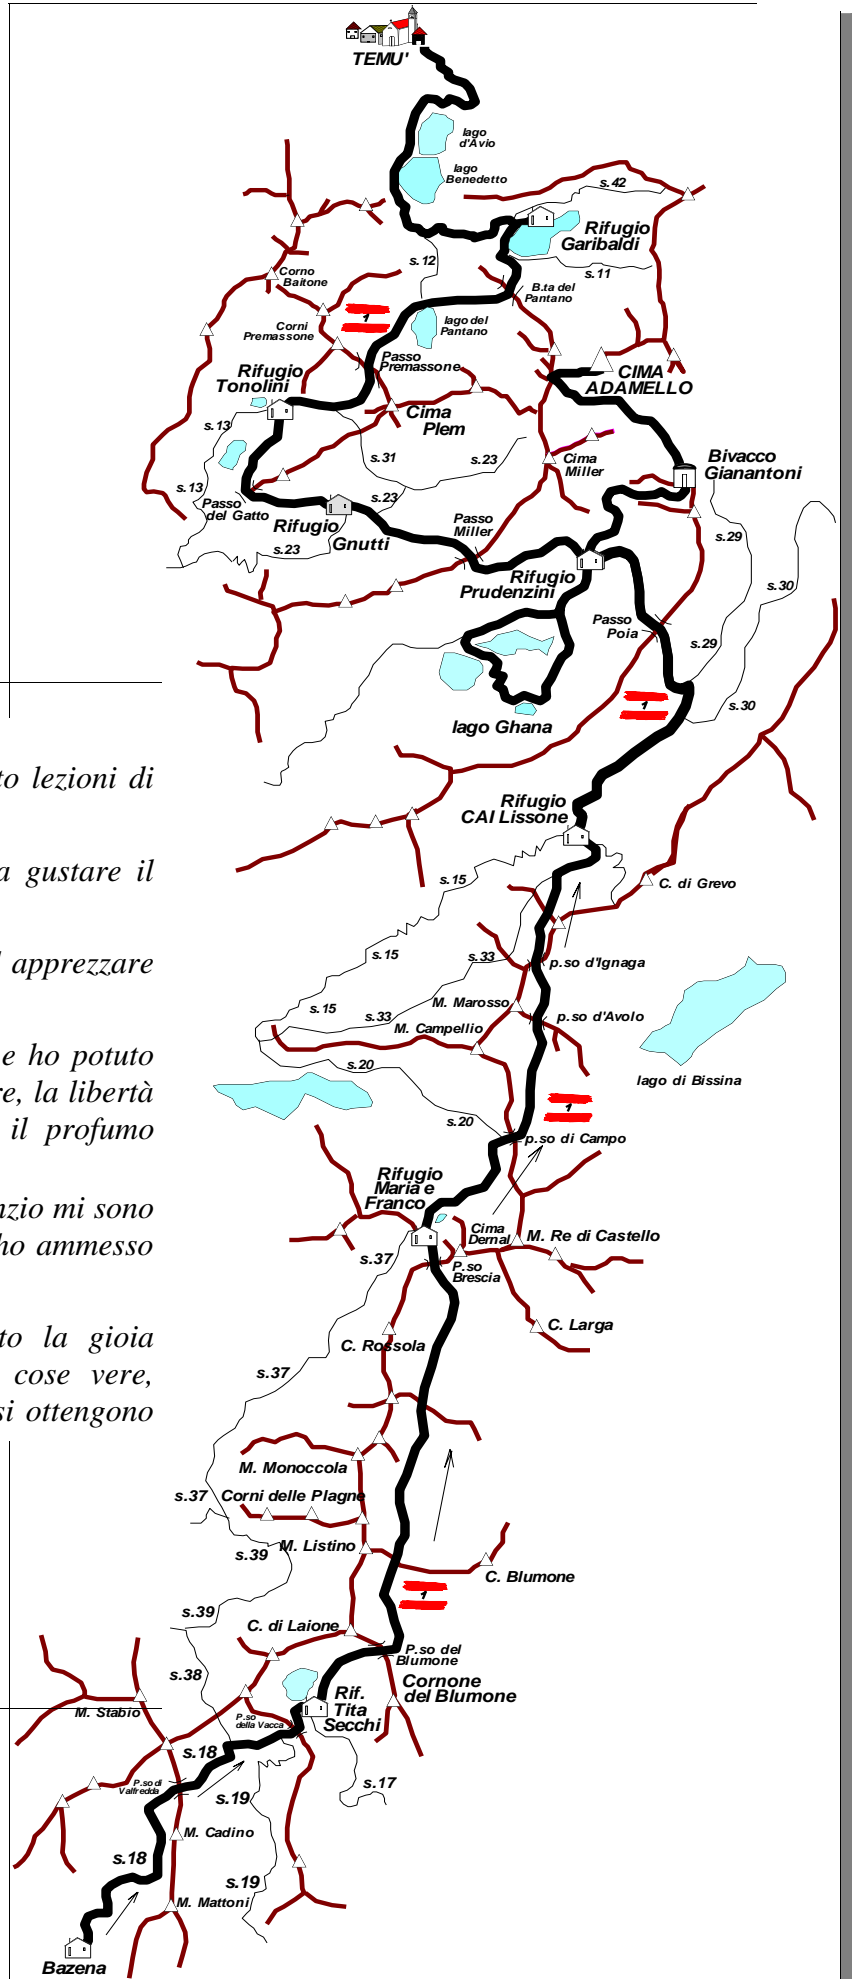 TEMU'
lago
d'Avio
lago
Benedetto
s.42
Rifugio
Garibaldi
s.12
s.11
Corno
Baitone
B.ta del
Pantano
1
lago del
Pantano
Corni
Premassone
Passo
Premassone
Rifugio
Tonolini
CIMA
ADAMELLO
Cima
Plem
s.13
s.31
s.23
Cima
Miller
Bivacco
Gianantoni
s.13
Passo
del Gatto
s.23
Rifugio
Gnutti
Passo
Miller
s.29
s.23
Rifugio
Prudenzini
s.30
Passo
Poia
s.29
1
s.30
lago Ghana
to lezioni di
Rifugio
CAI Lissone
a gustare il
s.15
C. di Grevo
l apprezzare
s.15
s.33
p.so d'Ignaga
s.15
s.33
M. Marosso
p.so d'Avolo
M. Campellio
e ho potuto
s.20
lago di Bissina
re, la libertà
1
s.20
il profumo
p.so di Campo
Rifugio
Maria e
Franco
nzio mi sono
Cima
Dernal
M. Re di Castello
ho ammesso
s.37
P.so
Brescia
C. Larga
to la gioia
C. Rossola
cose vere,
s.37
si ottengono
M. Monoccola
s.37
Corni delle Plagne
M. Listino
s.39
C. Blumone
1
s.39
C. di Laione
P.so del
Blumone
s.38
Cornone
del Blumone
Rif.
Tita
Secchi
M. Stabio
P.so
della Vacca
s.18
P.so di
Valfredda
s.17
s.19
M. Cadino
s.18
s.19
M. Mattoni
Bazena